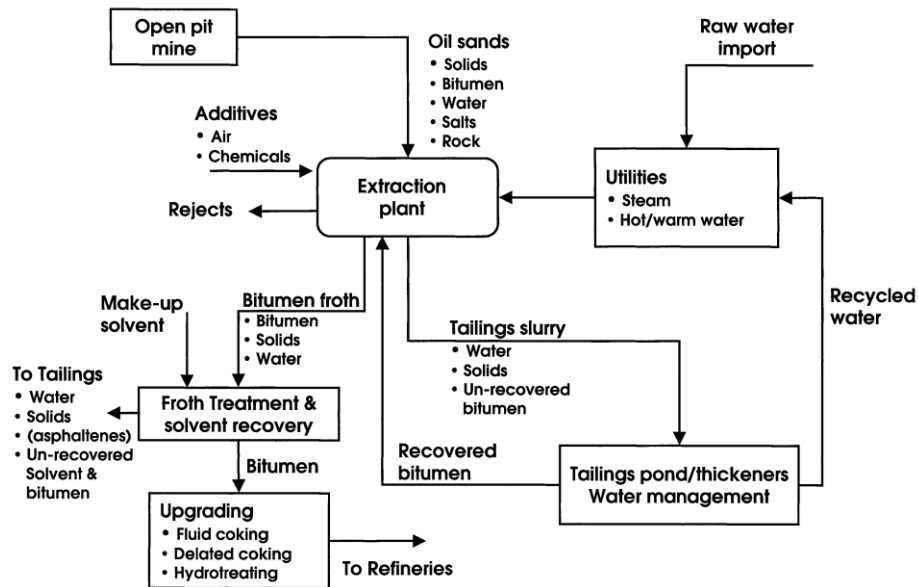 Open pit
mine
Oil sands
• Solids
• Bitumen
• Water
• Salts
• Rock
Raw water
import
Additives
• Air
• Chemicals
Extraction
plant
Rejects
Utilities
• Steam
• Hot/warm water
Recycled
water
Make-up
solvent
Bitumen froth
• Bitumen
• Solids
• Water
Tailings slurry
• Water
• Solids
• Un-recovered
bitumen
To Tailings
• Water
• Solids
• (asphaltenes)
• Un-recovered
Solvent &
bitumen
Froth Treatment &
solvent recovery
Bitumen
Recovered
bitumen
Tailings pond/thickeners
Water management
Upgrading
• Fluid coking
• Delated coking
• Hydrotreating
To Refineries